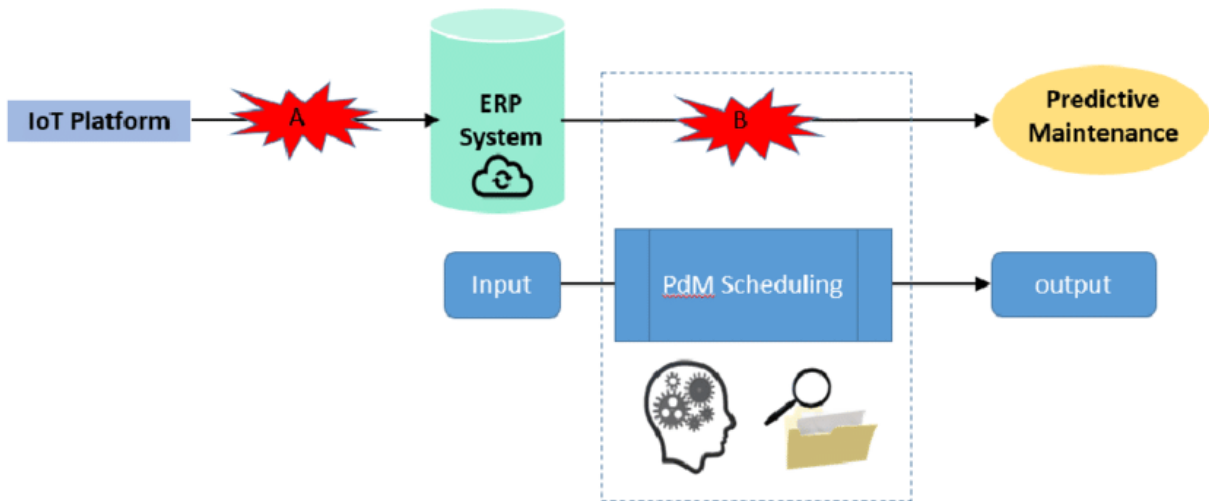 IoT Platform
A
ERP
System
B
Predictive
Maintenance
Input
PdM Scheduling
output